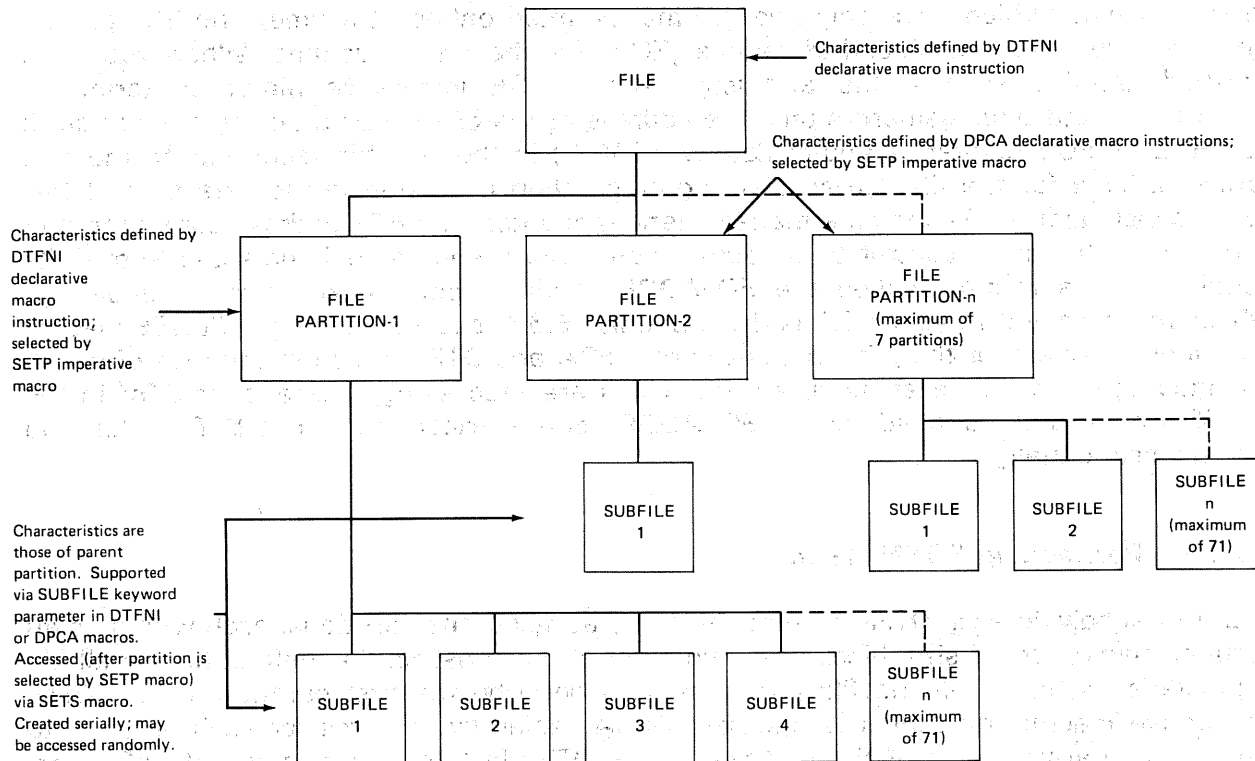 FILE
Characteristics defined by DTFNI
declarative macro instruction
Characteristics defined by DPCA declarative macro instructions;
selected by SETP imperative macro
Characteristics defined by
DTFNI
declarative
macro
instruction;
selected by
SETP imperative
macro
FILE
PARTITION-1
FILE
PARTITION-2
FILE
PARTITION-n
(maximum of
7 partitions)
SUBFILE
1
SUBFILE
1
SUBFILE
2
SUBFILE
n
(maximum
of 71)
Characteristics are
those of parent
partition. Supported
via SUBFILE keyword
parameter in DTFNI
or DPCA macros.
Accessed (after partition is
selected by SETP macro)
via SETS macro.
Created serially; may
be accessed randomly.
SUBFILE
1
SUBFILE
2
SUBFILE
3
SUBFILE
4
SUBFILE
n
(maximum
of 71)